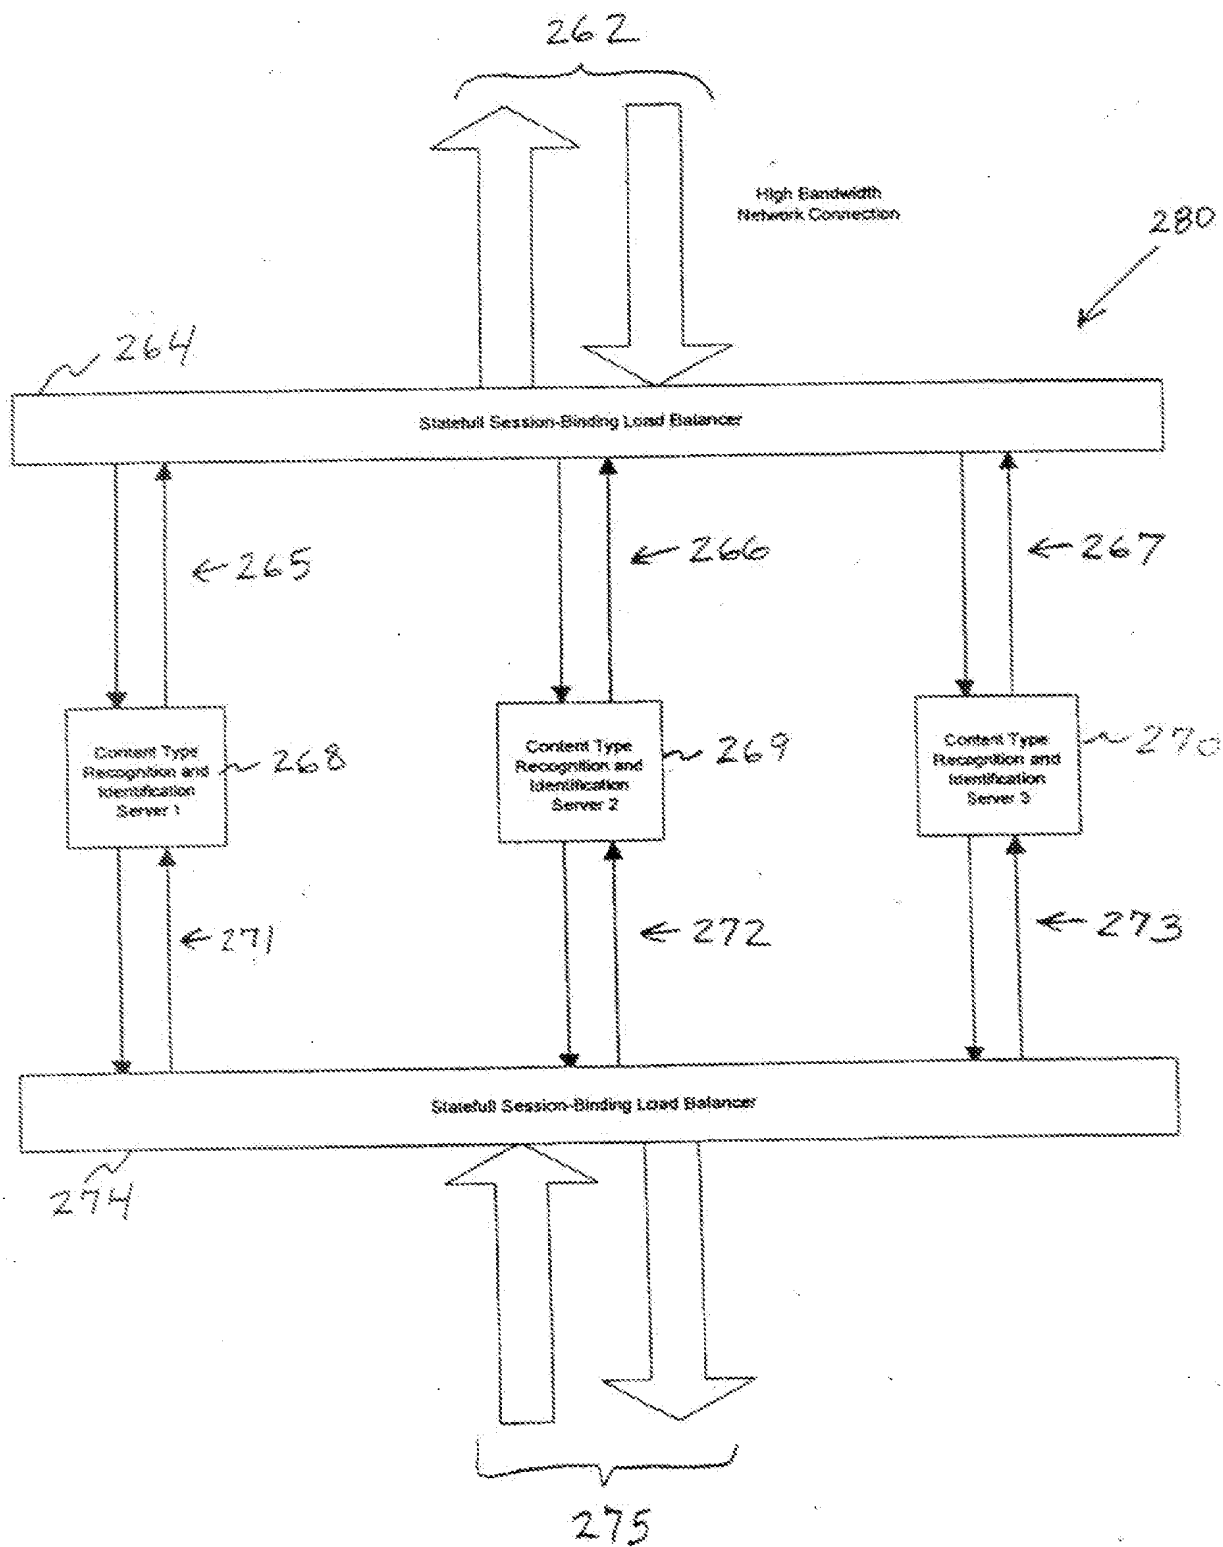 262
High Bandwidth
Network Connection
280
264
Statefull Session-Binding Load Balancer
265
266
267
Content Type
Recognition and
Identification
Server 1
268
Content Type
Recognition and
Identification
Server 2
269
Content Type
Recognition and
Identification
Server 3
270
271
272
273
Statefull Session-Binding Load Balancer
274
275